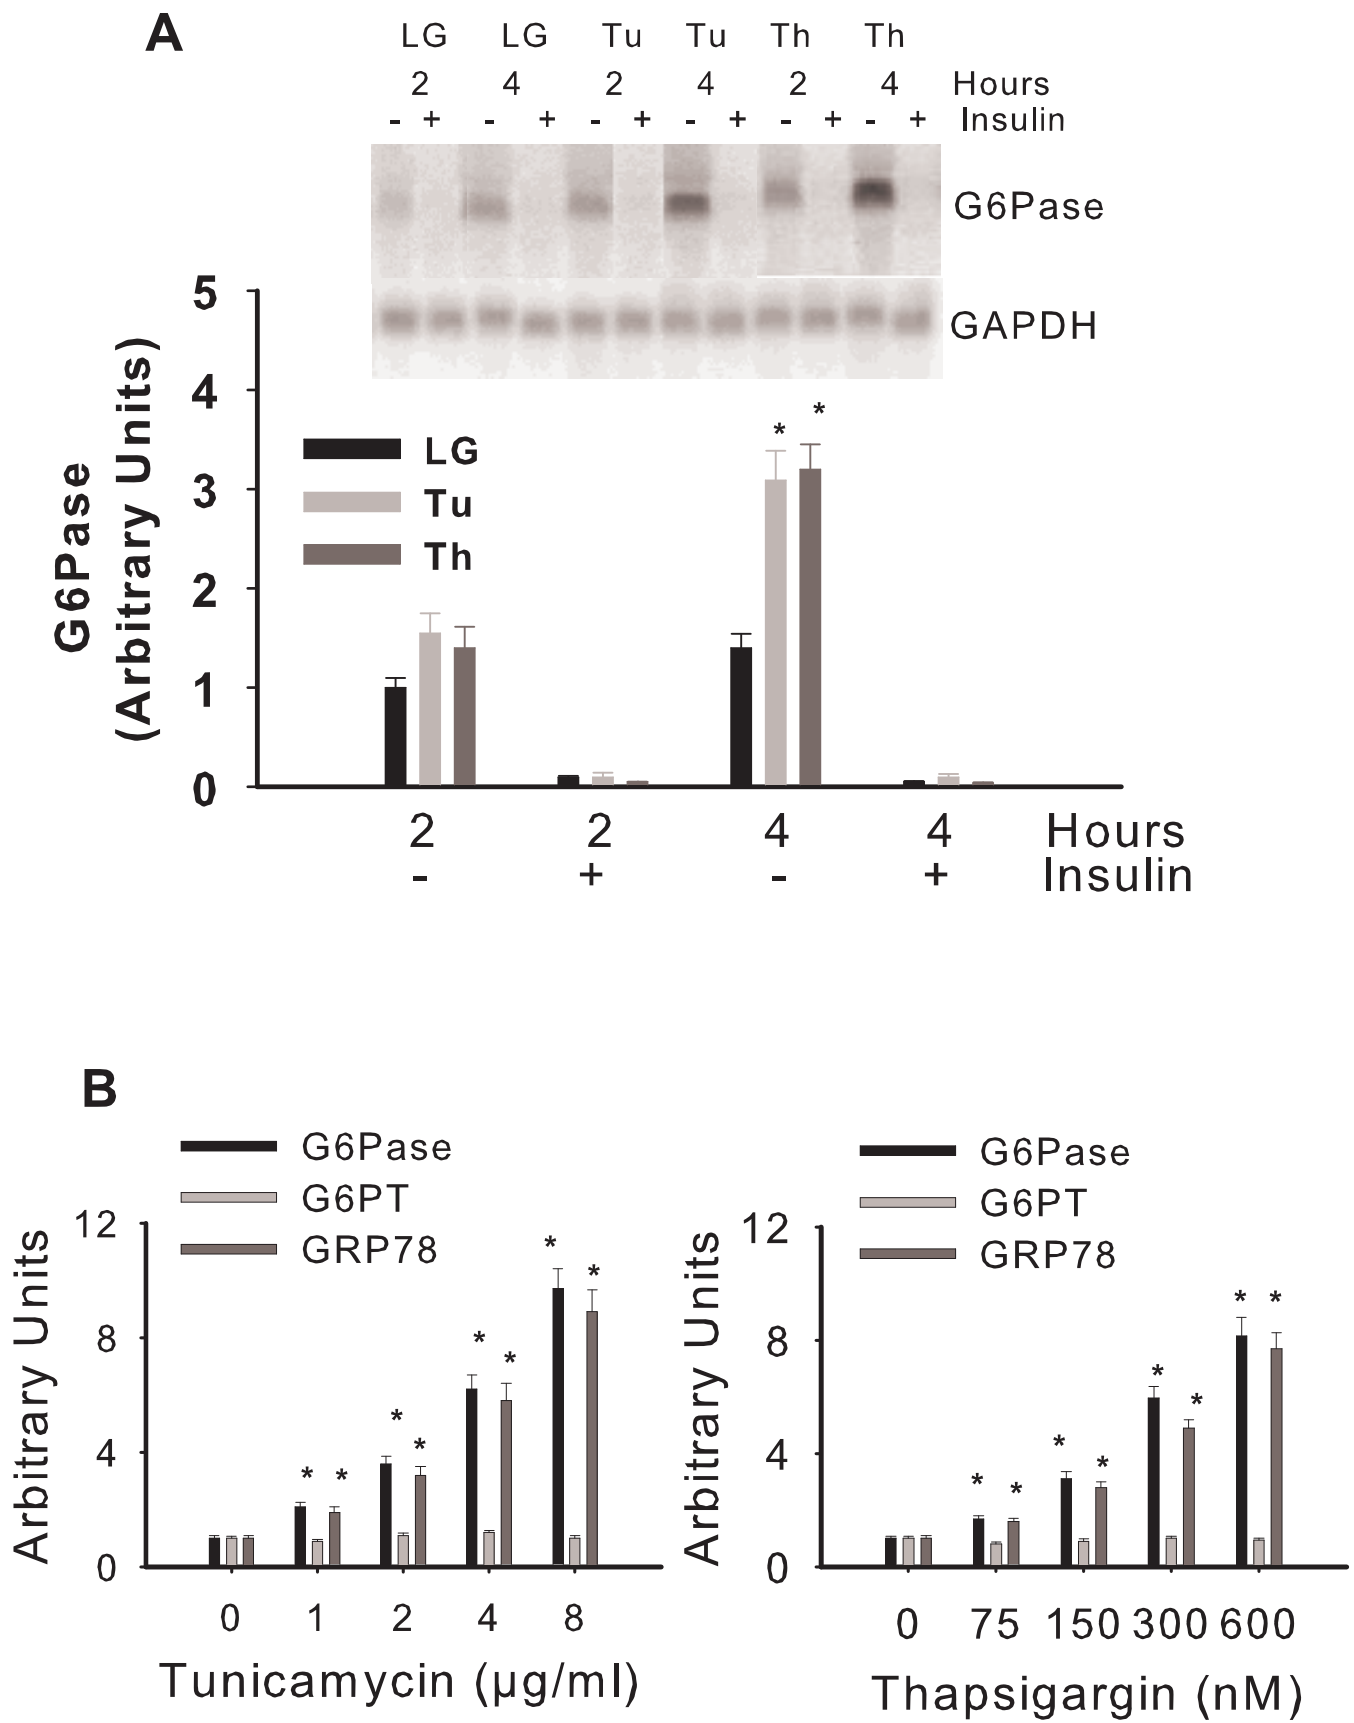 A
LG LG Tu Tu Th Th
2 4 2 4 2 4 Hours
- + - + - + - + - + - + Insulin
G6Pase
GAPDH
G6Pase
(Arbitrary Units)
5
4
3
2
1
0
LG
Tu
Th
* *
2 2 4 4 Hours
- + - + Insulin
B
G6Pase
G6PT
GRP78
Arbitrary Units
12
8
4
0
* * * * * * * *
0 1 2 4 8
Tunicamycin (µg/ml)
G6Pase
G6PT
GRP78
Arbitrary Units
12
8
4
0
* * * * * * * *
0 75 150 300 600
Thapsigargin (nM)